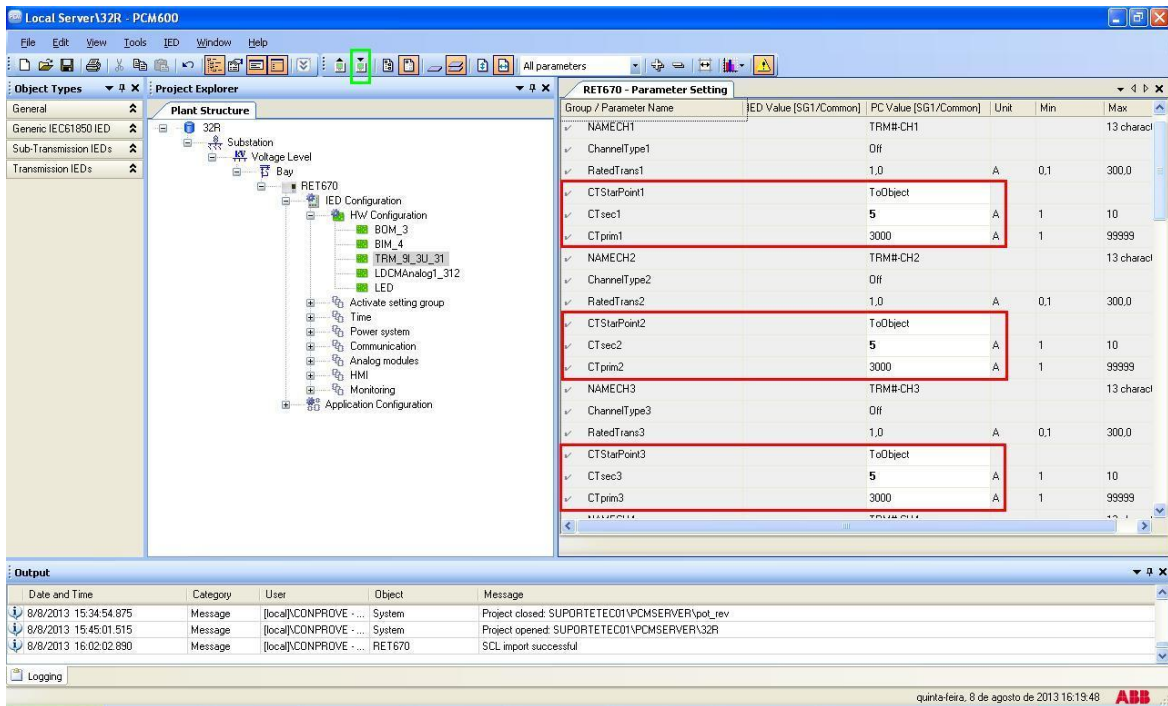 Local Server\32R - PCM600
File Edit View Tools IED Window Help
All parameters
Object Types
General
Generic IEC61850 IED
Sub-Transmission IEDs
Transmission IEDs
Project Explorer
Plant Structure
32R
Substation
Voltage Level
Bay
RET670
IED Configuration
HW Configuration
BOM_3
BIM_4
TRM_9I_3U_31
LDCMAnalog1_312
LED
Activate setting group
Time
Power system
Communication
Analog modules
HMI
Monitoring
Application Configuration
RET670 - Parameter Setting
Group / Parameter Name IED Value [SG1/Common] PC Value [SG1/Common] Unit Min Max
NAMECH1 TRM#-CH1 13 charact
ChannelType1 Off
RatedTrans1 1,0 A 0,1 300,0
CTStarPoint1 ToObject
CTsec1 5 A 1 10
CTprim1 3000 A 1 99999
NAMECH2 TRM#-CH2 13 charact
ChannelType2 Off
RatedTrans2 1,0 A 0,1 300,0
CTStarPoint2 ToObject
CTsec2 5 A 1 10
CTprim2 3000 A 1 99999
NAMECH3 TRM#-CH3 13 charact
ChannelType3 Off
RatedTrans3 1,0 A 0,1 300,0
CTStarPoint3 ToObject
CTsec3 5 A 1 10
CTprim3 3000 A 1 99999
Output
Date and Time Category User Object Message
8/8/2013 15:34:54.875 Message [local]\CONPROVE - ... System Project closed: SUPORTETEC01\PCMSERVER\pot_rev
8/8/2013 15:45:01.515 Message [local]\CONPROVE - ... System Project opened: SUPORTETEC01\PCMSERVER\32R
8/8/2013 16:02:02.890 Message [local]\CONPROVE - ... RET670 SCL import successful
Logging
quinta-feira, 8 de agosto de 2013 16:19:48 ABB